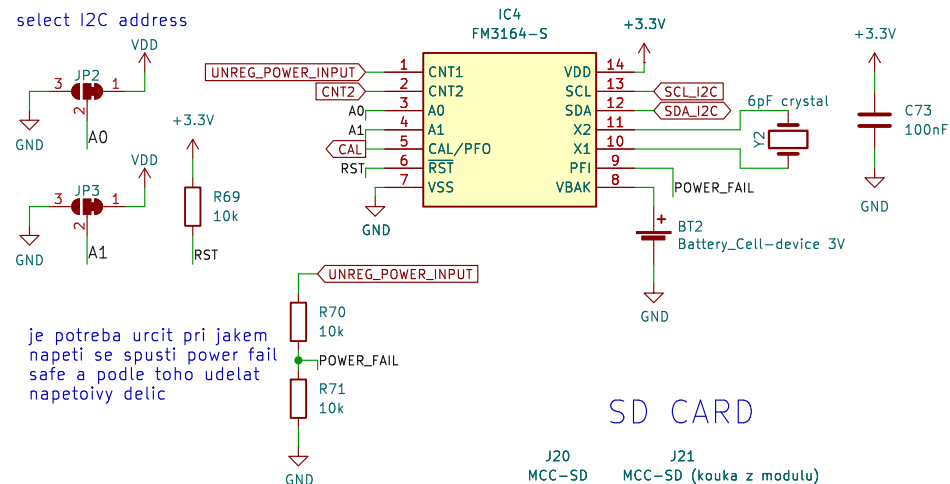 select I2C address
VDD
JP2
3
1
2
A0
GND
VDD
JP3
3
1
2
A1
GND
+3.3V
R69
10k
RST
IC4
FM3164-S
UNREG_POWER_INPUT
1
CNT1
CNT2
2
CNT2
A0
3
A0
A1
4
A1
CAL
5
CAL/PFO
RST
6
RST
7
VSS
GND
VDD
14
+3.3V
SCL
13
SCL_I2C
SDA
12
SDA_I2C
X2
11
X1
10
PFI
9
POWER_FAIL
VBAK
8
6pF crystal
Y2
+
BT2
Battery_Cell-device 3V
GND
+3.3V
C73
100nF
GND
UNREG_POWER_INPUT
R70
10k
POWER_FAIL
R71
10k
GND
je potreba urcit pri jakem
napeti se spusti power fail
safe a podle toho udelat
napetoivy delic
SD CARD
J20
MCC-SD
J21
MCC-SD (kouka z modulu)